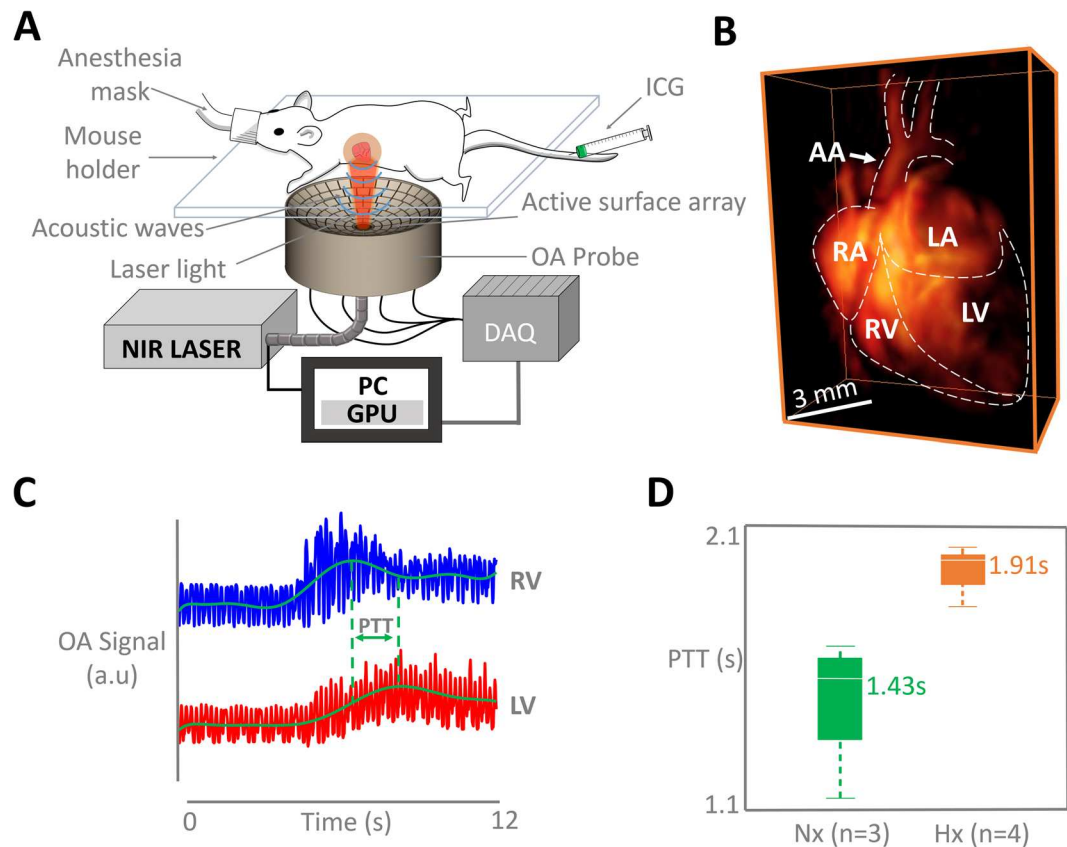 A
Anesthesia
mask
Mouse
holder
Acoustic waves
Laser light
ICG
Active surface array
OA Probe
NIR LASER
DAQ
PC
GPU
B
AA
RA
LA
RV
LV
3 mm
C
OA Signal
(a.u)
RV
PTT
LV
0
Time (s)
12
D
2.1
PTT (s)
1.1
1.91s
1.43s
Nx (n=3)
Hx (n=4)